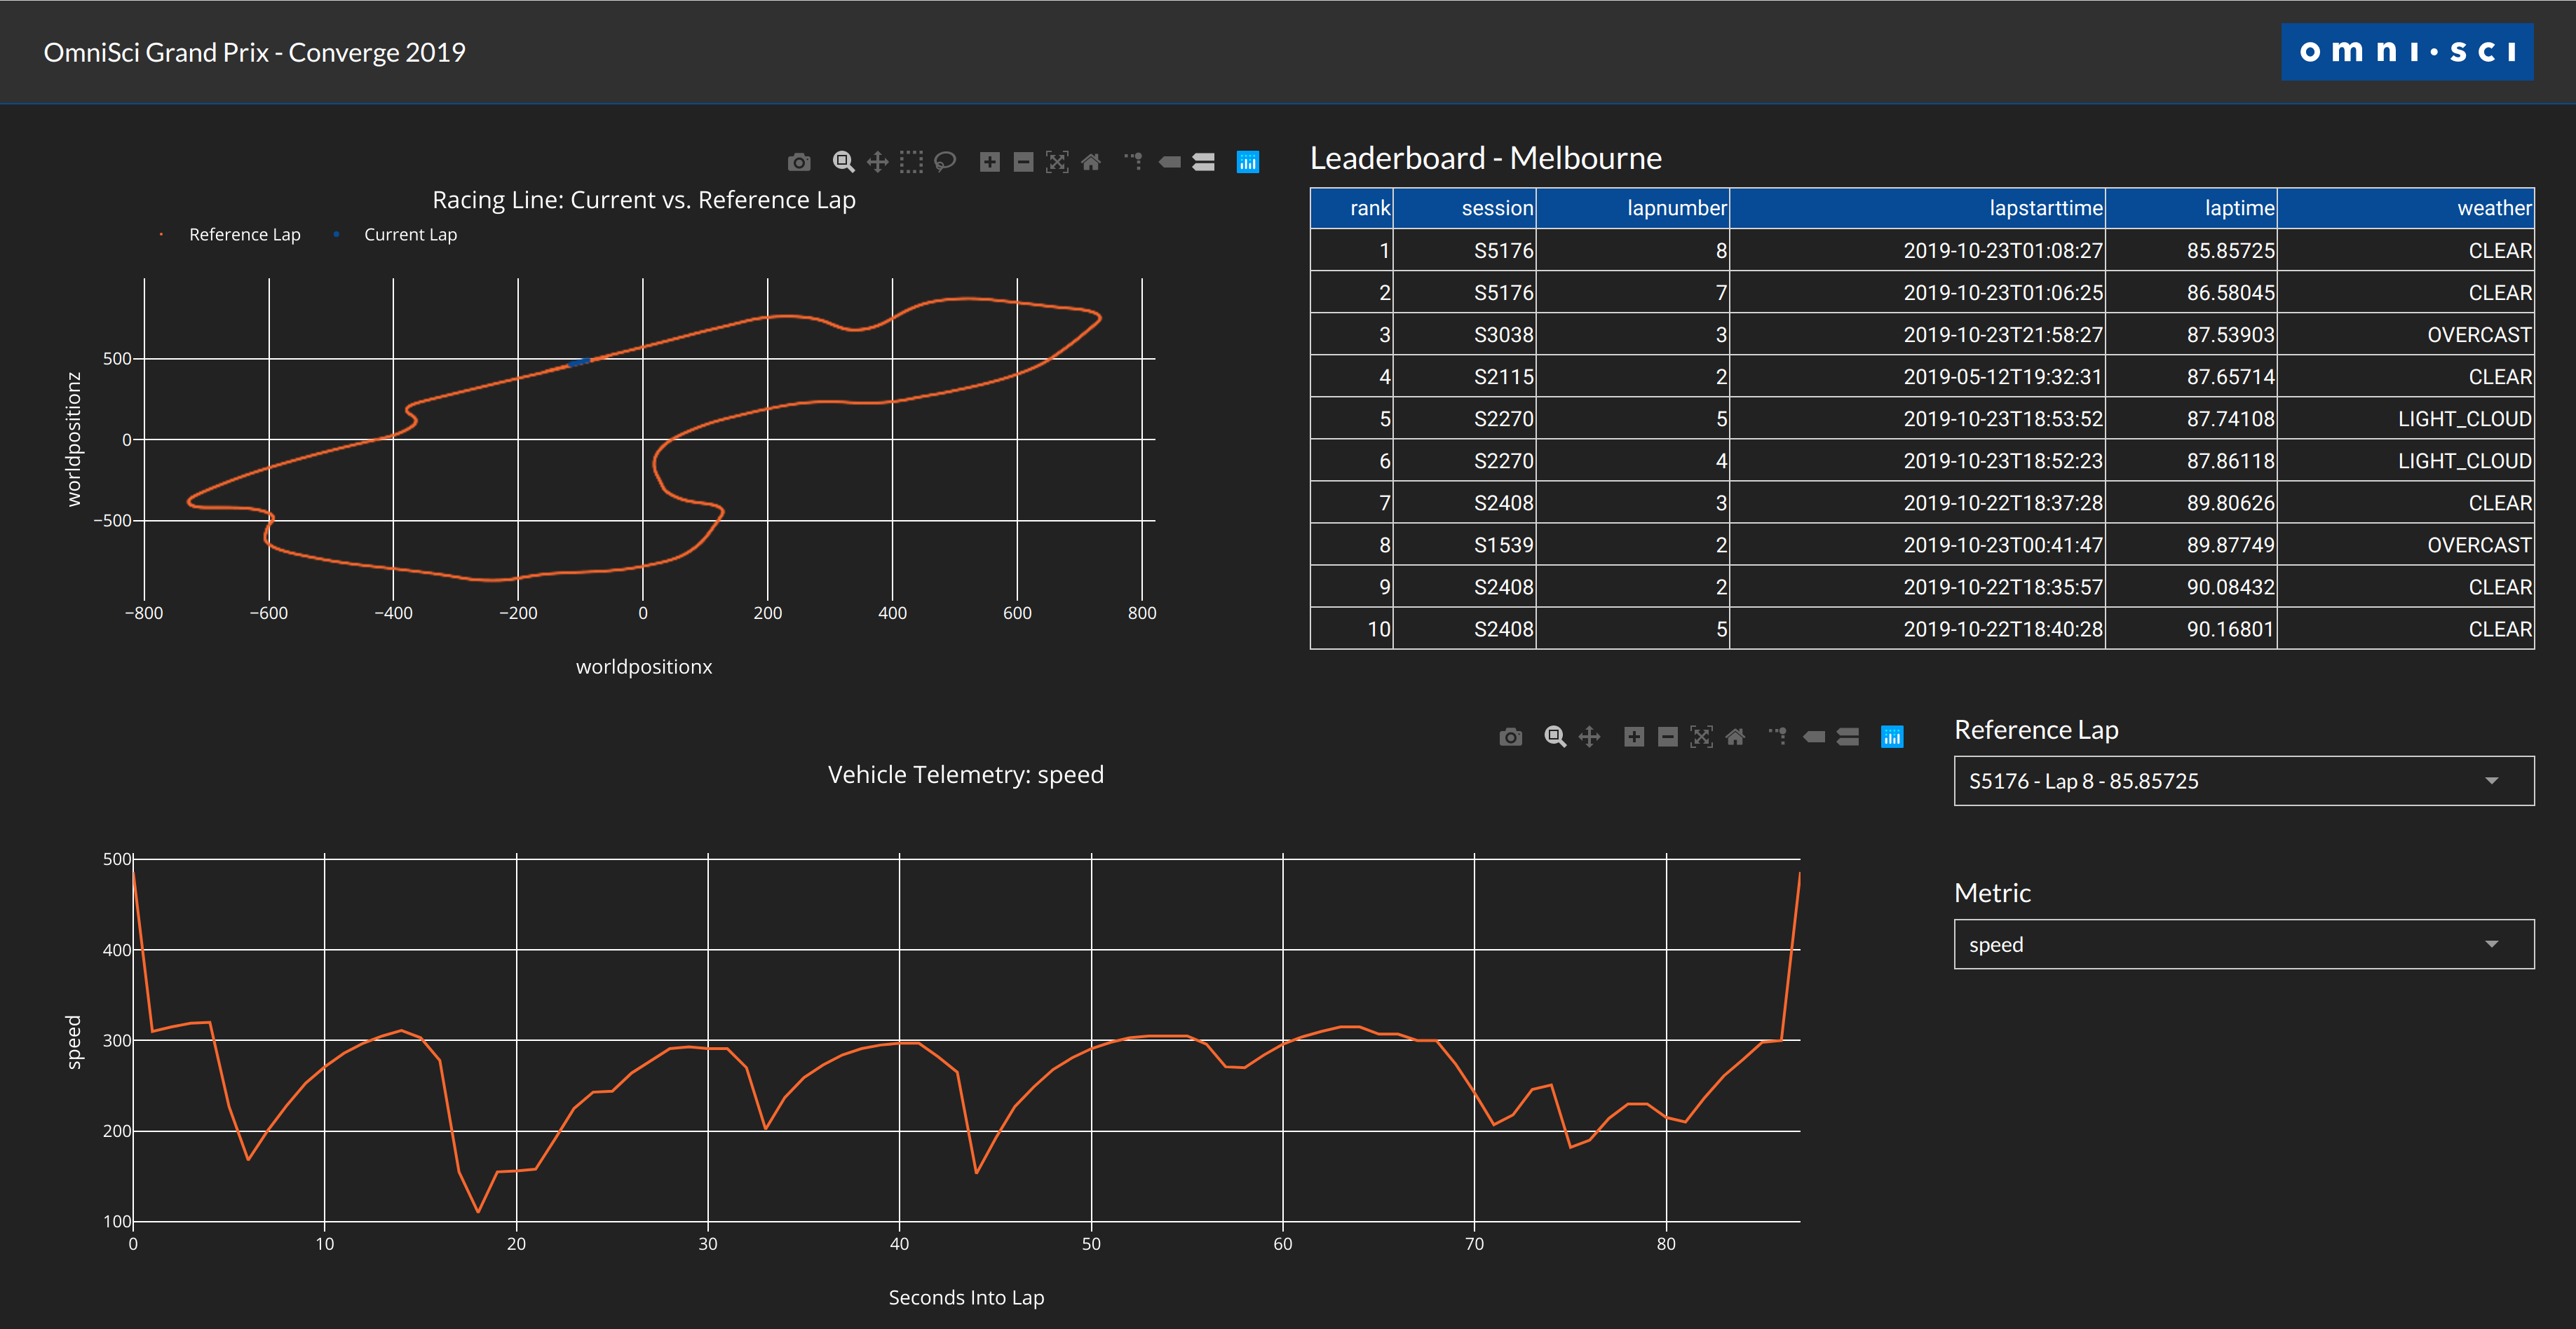 OmniSci Grand Prix - Converge 2019
omni·sci
Racing Line: Current vs. Reference Lap
Reference Lap
Current Lap
worldpositionz
500
0
−500
−800
−600
−400
−200
0
200
400
600
800
worldpositionx
Leaderboard - Melbourne
rank session lapnumber lapstarttime laptime weather
1 S5176 8 2019-10-23T01:08:27 85.85725 CLEAR
2 S5176 7 2019-10-23T01:06:25 86.58045 CLEAR
3 S3038 3 2019-10-23T21:58:27 87.53903 OVERCAST
4 S2115 2 2019-05-12T19:32:31 87.65714 CLEAR
5 S2270 5 2019-10-23T18:53:52 87.74108 LIGHT_CLOUD
6 S2270 4 2019-10-23T18:52:23 87.86118 LIGHT_CLOUD
7 S2408 3 2019-10-22T18:37:28 89.80626 CLEAR
8 S1539 2 2019-10-23T00:41:47 89.87749 OVERCAST
9 S2408 2 2019-10-22T18:35:57 90.08432 CLEAR
10 S2408 5 2019-10-22T18:40:28 90.16801 CLEAR
Vehicle Telemetry: speed
speed
500
400
300
200
100
0
10
20
30
40
50
60
70
80
Seconds Into Lap
Reference Lap
S5176 - Lap 8 - 85.85725
Metric
speed